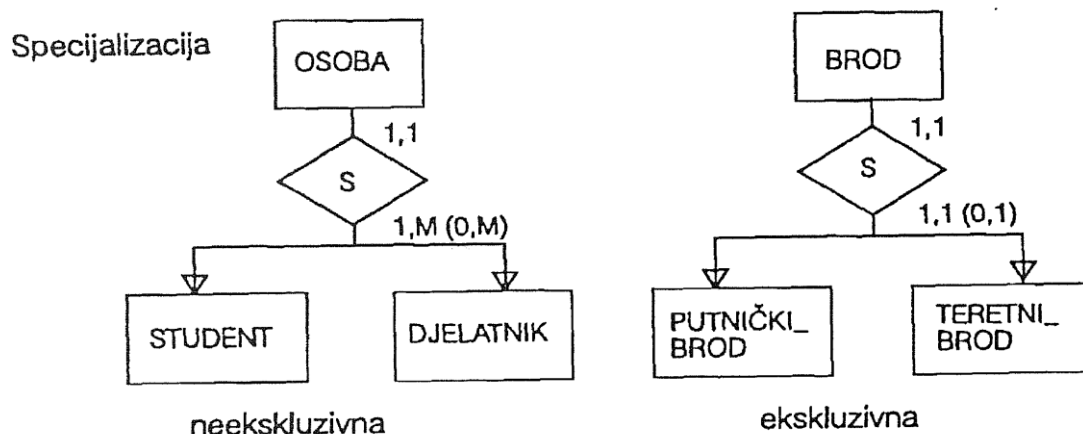 Specijalizacija
OSOBA
1,1
S
1,M (0,M)
STUDENT
DJELATNIK
neekskluzivna
BROD
1,1
S
1,1 (0,1)
PUTNIČKI_
BROD
TERETNI_
BROD
ekskluzivna